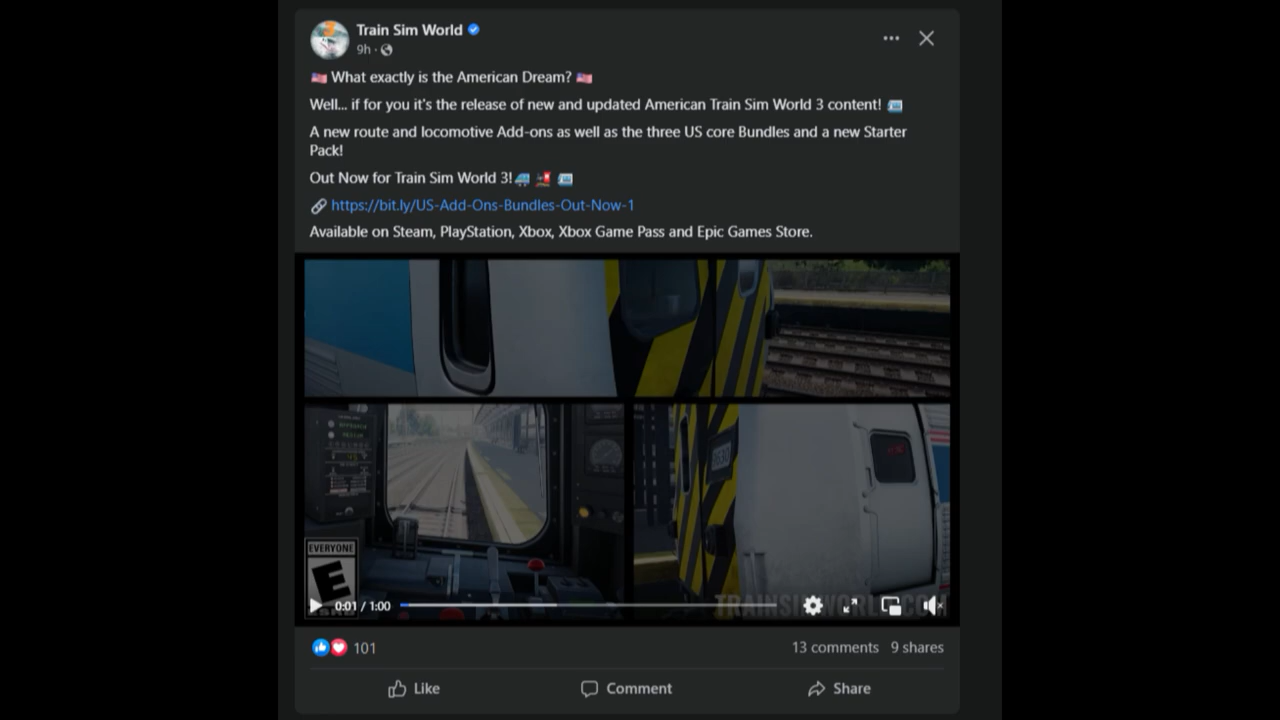 Train Sim World
9h
What exactly is the American Dream?
Well... if for you it's the release of new and updated American Train Sim World 3 content!
A new route and locomotive Add-ons as well as the three US core Bundles and a new Starter
Pack!
Out Now for Train Sim World 3!
https://bit.ly/US-Add-Ons-Bundles-Out-Now-1
Available on Steam, PlayStation, Xbox, Xbox Game Pass and Epic Games Store.
EVERYONE
E
0:01 / 1:00
TRAINSIMWORLD.COM
101
13 comments 9 shares
Like
Comment
Share